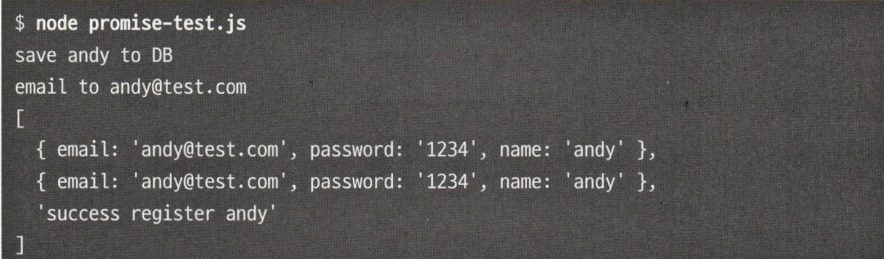 $ node promise-test.js
save andy to DB
email to andy@test.com
[
  { email: 'andy@test.com', password: '1234', name: 'andy' },
  { email: 'andy@test.com', password: '1234', name: 'andy' },
  'success register andy'
]